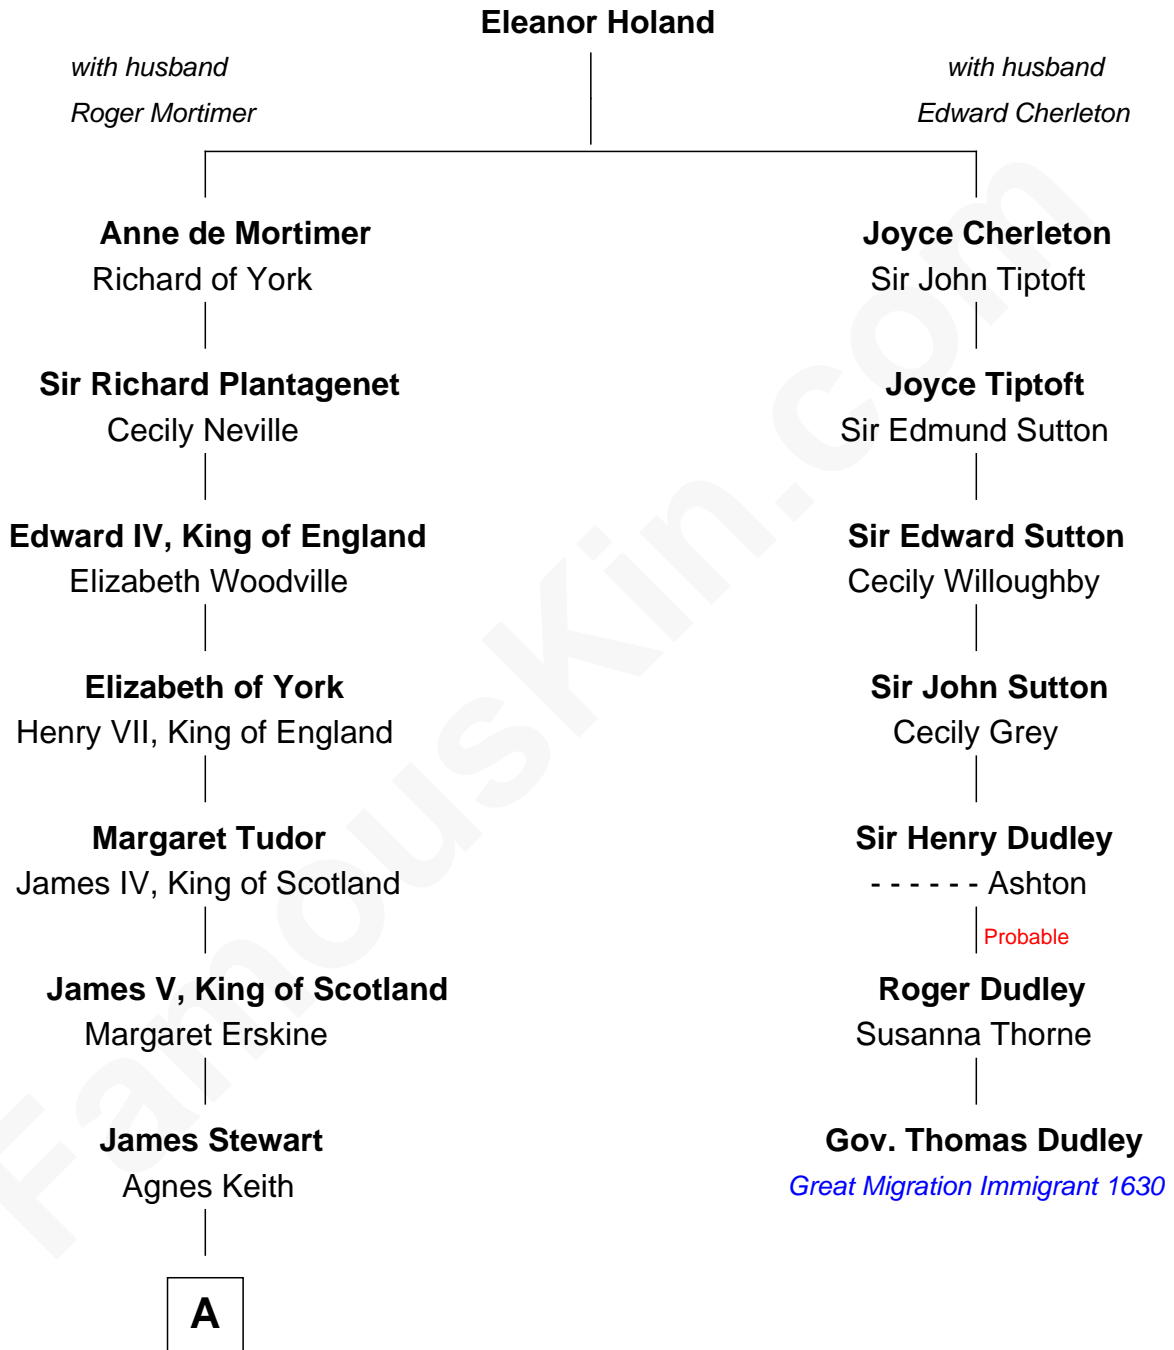 Eleanor Holand
with husband
Roger Mortimer
with husband
Edward Cherleton
Anne de Mortimer
Richard of York
Joyce Cherleton
Sir John Tiptoft
Sir Richard Plantagenet
Cecily Neville
Joyce Tiptoft
Sir Edmund Sutton
Edward IV, King of England
Elizabeth Woodville
Sir Edward Sutton
Cecily Willoughby
Elizabeth of York
Henry VII, King of England
Sir John Sutton
Cecily Grey
Margaret Tudor
James IV, King of Scotland
Sir Henry Dudley
- - - - - - Ashton
Probable
James V, King of Scotland
Margaret Erskine
Roger Dudley
Susanna Thorne
James Stewart
Agnes Keith
Gov. Thomas Dudley
Great Migration Immigrant 1630
A
FamousKin.com